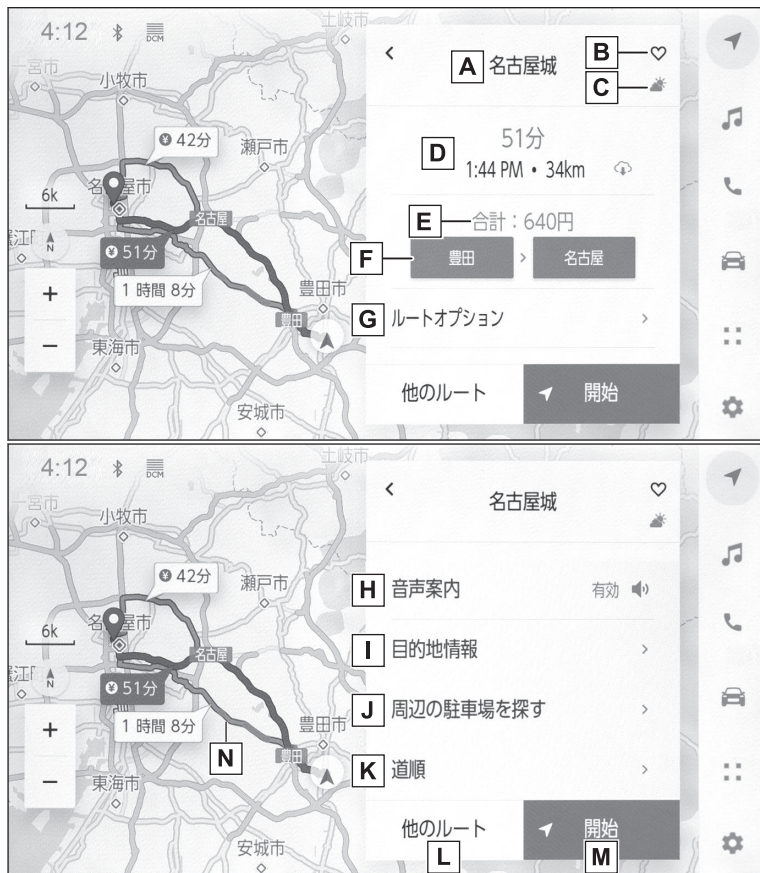 4:12 DCM
土岐市
一宮市
小牧市
¥ 42分
瀬戸市
名古屋市
6k
名古屋
N
蟹江町
¥ 51分
1 時間 8分
豊田市
豊田
+
−
東海市
安城市
A 名古屋城
B
C
D 51分
1:44 PM • 34km
E 合計：640円
F 豊田 > 名古屋
G ルートオプション
他のルート
開始
4:12 DCM
土岐市
一宮市
小牧市
¥ 42分
瀬戸市
名古屋市
6k
名古屋
N
¥ 51分
1 時間 8分
N
豊田市
豊田
+
−
東海市
安城市
名古屋城
H 音声案内 有効
I 目的地情報
J 周辺の駐車場を探す
K 道順
他のルート
開始
L
M